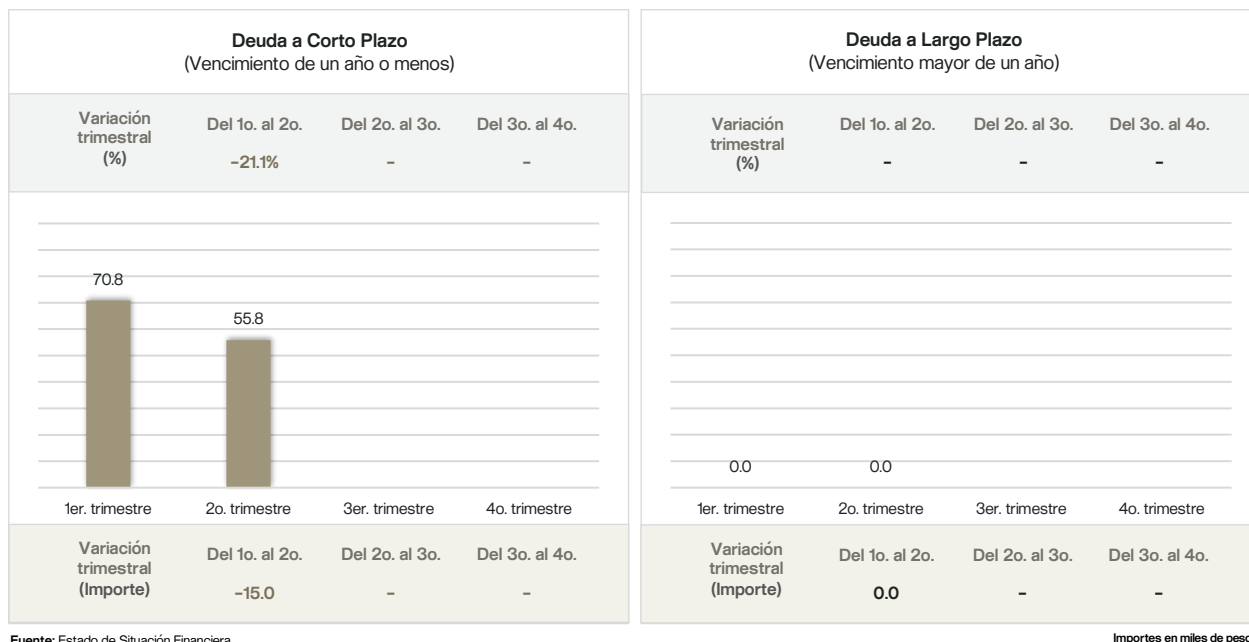 Deuda a Corto Plazo
(Vencimiento de un año o menos)
Variación trimestral (%)
Del 1o. al 2o.
Del 2o. al 3o.
Del 3o. al 4o.
-21.1%
-
-
70.8
55.8
1er. trimestre
2o. trimestre
3er. trimestre
4o. trimestre
Variación trimestral (Importe)
Del 1o. al 2o.
Del 2o. al 3o.
Del 3o. al 4o.
-15.0
-
-
Deuda a Largo Plazo
(Vencimiento mayor de un año)
Variación trimestral (%)
Del 1o. al 2o.
Del 2o. al 3o.
Del 3o. al 4o.
-
-
-
0.0
0.0
1er. trimestre
2o. trimestre
3er. trimestre
4o. trimestre
Variación trimestral (Importe)
Del 1o. al 2o.
Del 2o. al 3o.
Del 3o. al 4o.
0.0
-
-
Fuente: Estado de Situación Financiera
Importes en miles de peso